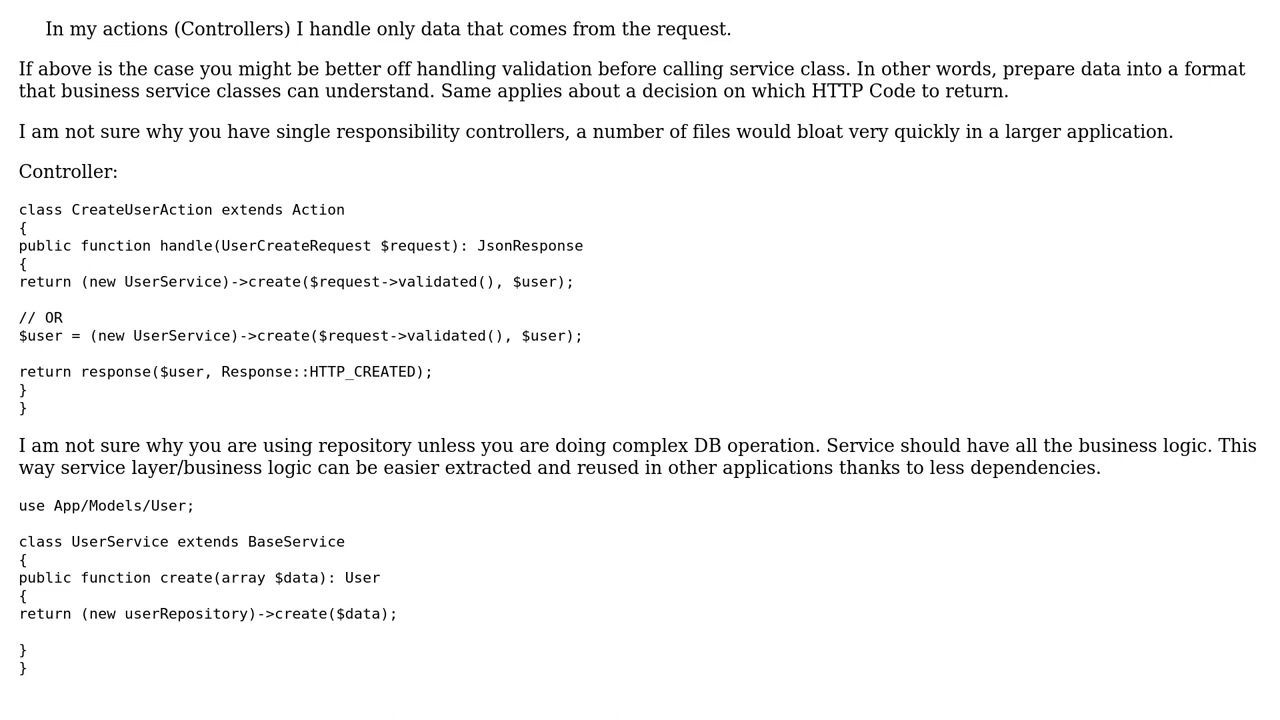 In my actions (Controllers) I handle only data that comes from the request.
If above is the case you might be better off handling validation before calling service class. In other words, prepare data into a format
that business service classes can understand. Same applies about a decision on which HTTP Code to return.
I am not sure why you have single responsibility controllers, a number of files would bloat very quickly in a larger application.
Controller:
class CreateUserAction extends Action
{
public function handle(UserCreateRequest $request): JsonResponse
{
return (new UserService)->create($request->validated(), $user);
// OR
$user = (new UserService)->create($request->validated(), $user);
return response($user, Response::HTTP_CREATED);
}
}
I am not sure why you are using repository unless you are doing complex DB operation. Service should have all the business logic. This
way service layer/business logic can be easier extracted and reused in other applications thanks to less dependencies.
use App/Models/User;
class UserService extends BaseService
{
public function create(array $data): User
{
return (new userRepository)->create($data);
}
}